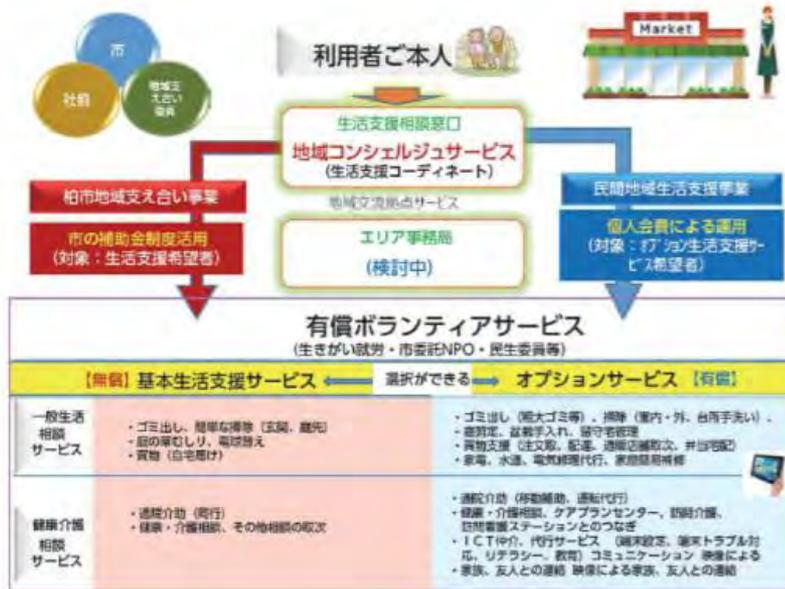 市
社協
地域支
え合い
会員
利用者ご本人
Market
生活支援相談窓口
地域コンシェルジュサービス
(生活支援コーディネート)
柏市地域支え合い事業
民間地域生活支援事業
地域交流拠点サービス
市の補助金制度活用
(対象:生活支援希望者)
エリア事務局
(検討中)
個人会員による運用
(対象:オプション生活支援サー
ビス希望者)
有償ボランティアサービス
(生きがい就労・市委託NPO・民生委員等)
【無償】基本生活支援サービス
選択ができる
オプションサービス【有償】
一般生活
相談
サービス
・ゴミ出し、簡単な掃除(玄関、庭先)
・庭の草むしり、電球替え
・買物(自宅届け)
・ゴミ出し(粗大ゴミ等)、掃除(室内・外、台所手洗い)、
・庭剪定、盆栽手入れ、留守宅管理
・買物支援(注文取、配達、通販店舗取次、弁当宅配)
・家電、水道、電気修理代行、家屋簡易補修
健康介護
相談
サービス
・通院介助(同行)
・健康・介護相談、その他相談の取次
・通院介助(移動補助、運転代行)
・健康・介護相談、ケアプランセンター、訪問介護、
訪問看護ステーションとのつなぎ
・ICT仲介、代行サービス (端末設定、端末トラブル対
応、リテラシー、教育)コミュニケーション 映像による
・家族、友人との連絡 映像による家族、友人との連絡